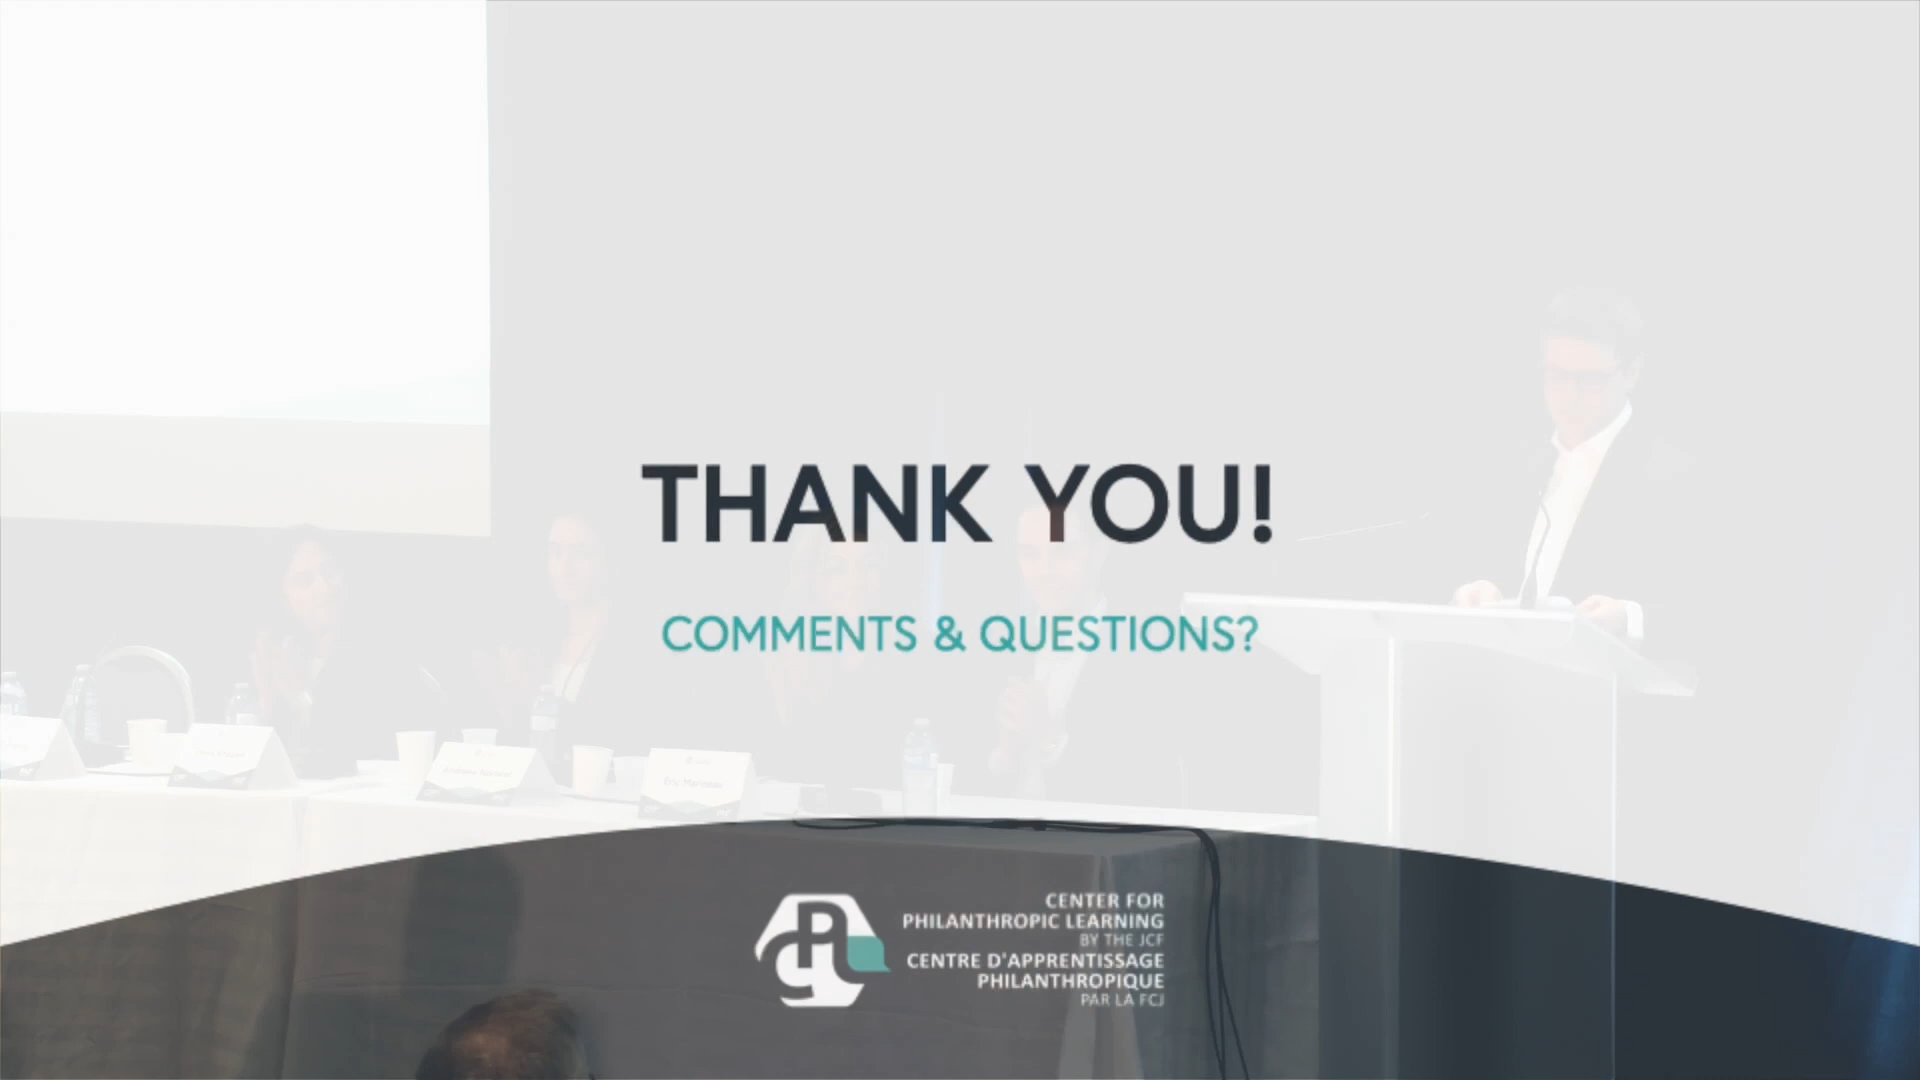 THANK YOU!
COMMENTS & QUESTIONS?
CENTER FOR
PHILANTHROPIC LEARNING
BY THE JCF
CENTRE D'APPRENTISSAGE
PHILANTHROPIQUE
PAR LA FCJ